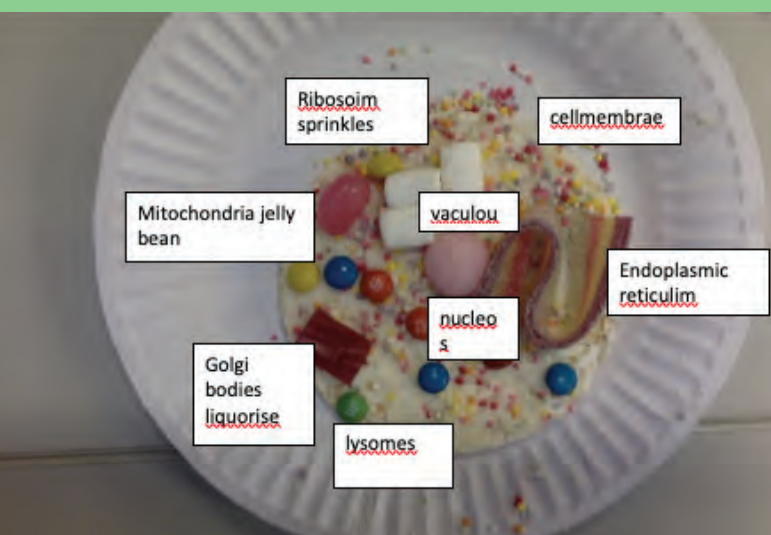 Ribosoim
sprinkles
cellmembrae
Mitochondria jelly
bean
vaculou
Endoplasmic
reticulim
nucleo
s
Golgi
bodies
liquorise
lysomes